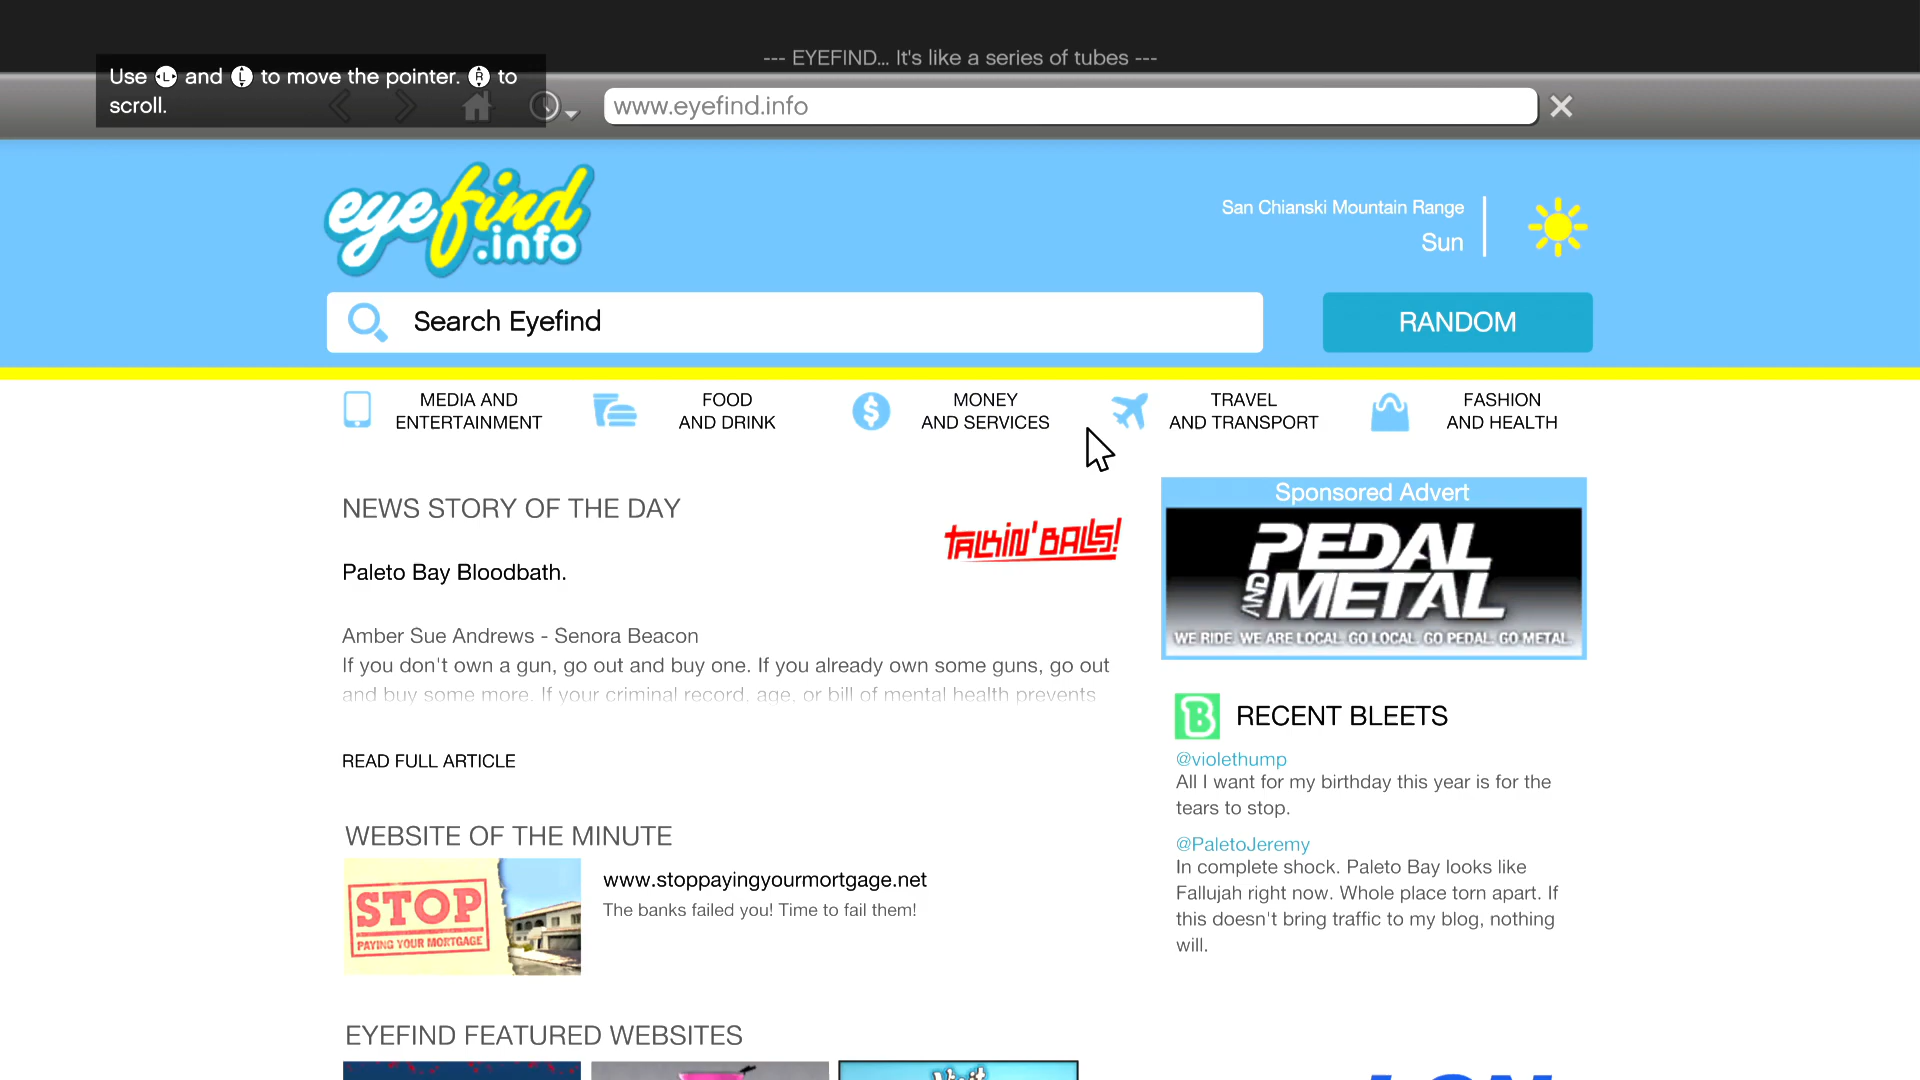 --- EYEFIND... It's like a series of tubes ---
Use L and L to move the pointer. R to
scroll.
www.eyefind.info
eyefind
.info
San Chianski Mountain Range
Sun
Search Eyefind
RANDOM
MEDIA AND
ENTERTAINMENT
FOOD
AND DRINK
MONEY
AND SERVICES
TRAVEL
AND TRANSPORT
FASHION
AND HEALTH
NEWS STORY OF THE DAY
TALKIN' BALLS!
Paleto Bay Bloodbath.
Amber Sue Andrews - Senora Beacon
If you don't own a gun, go out and buy one. If you already own some guns, go out
and buy some more. If your criminal record, age, or bill of mental health prevents
READ FULL ARTICLE
Sponsored Advert
PEDAL
AND METAL
WE RIDE. WE ARE LOCAL. GO LOCAL. GO PEDAL. GO METAL.
B RECENT BLEETS
@violethump
All I want for my birthday this year is for the
tears to stop.
@PaletoJeremy
In complete shock. Paleto Bay looks like
Fallujah right now. Whole place torn apart. If
this doesn't bring traffic to my blog, nothing
will.
WEBSITE OF THE MINUTE
STOP
PAYING YOUR MORTGAGE
www.stoppayingyourmortgage.net
The banks failed you! Time to fail them!
EYEFIND FEATURED WEBSITES
Visit